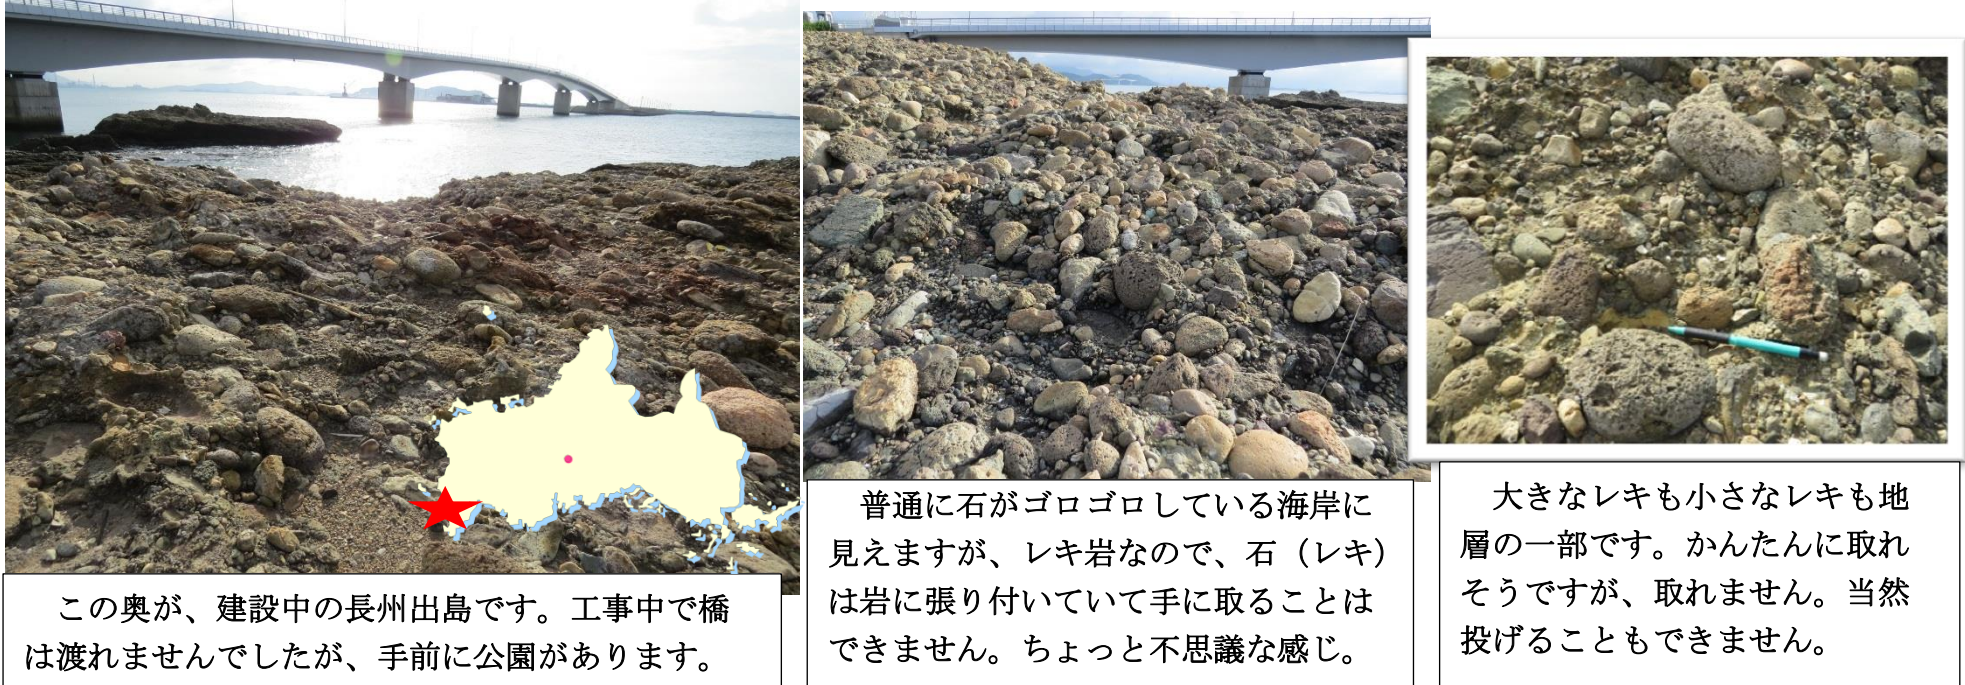 この奥が、建設中の長州出島です。工事中で橋
は渡れませんでしたが、手前に公園があります。
普通に石がゴロゴロしている海岸に
見えますが、レキ岩なので、石（レキ）
は岩に張り付いていて手に取ることは
できません。ちょっと不思議な感じ。
大きなレキも小さなレキも地
層の一部です。かんたんに取れ
そうですが、取れません。当然
投げることもできません。